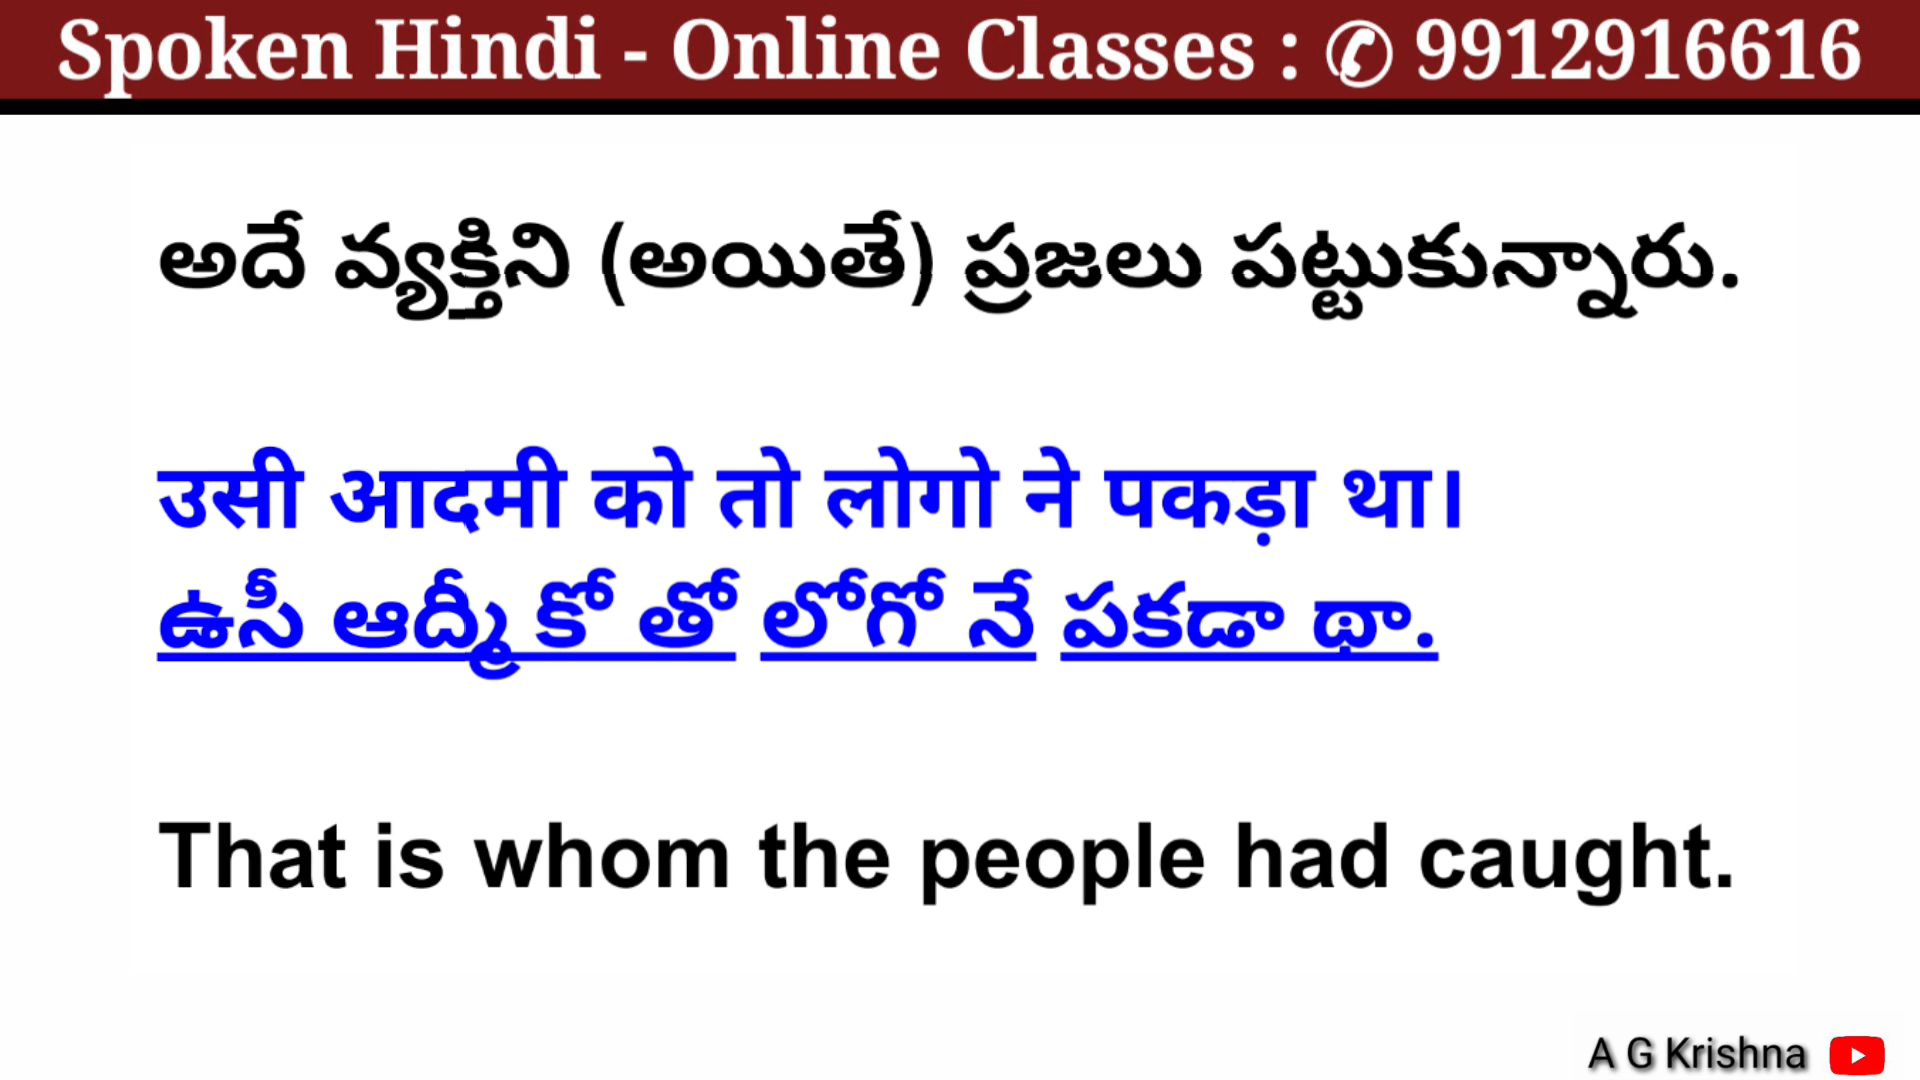 Spoken Hindi - Online Classes : ✆ 9912916616
అదే వ్యక్తిని (అయితే) ప్రజలు పట్టుకున్నారు.
उसी आदमी को तो लोगो ने पकड़ा था।
ఉసీ ఆద్మీ కో తో లోగో నే పకడా థా.
That is whom the people had caught.
A G Krishna